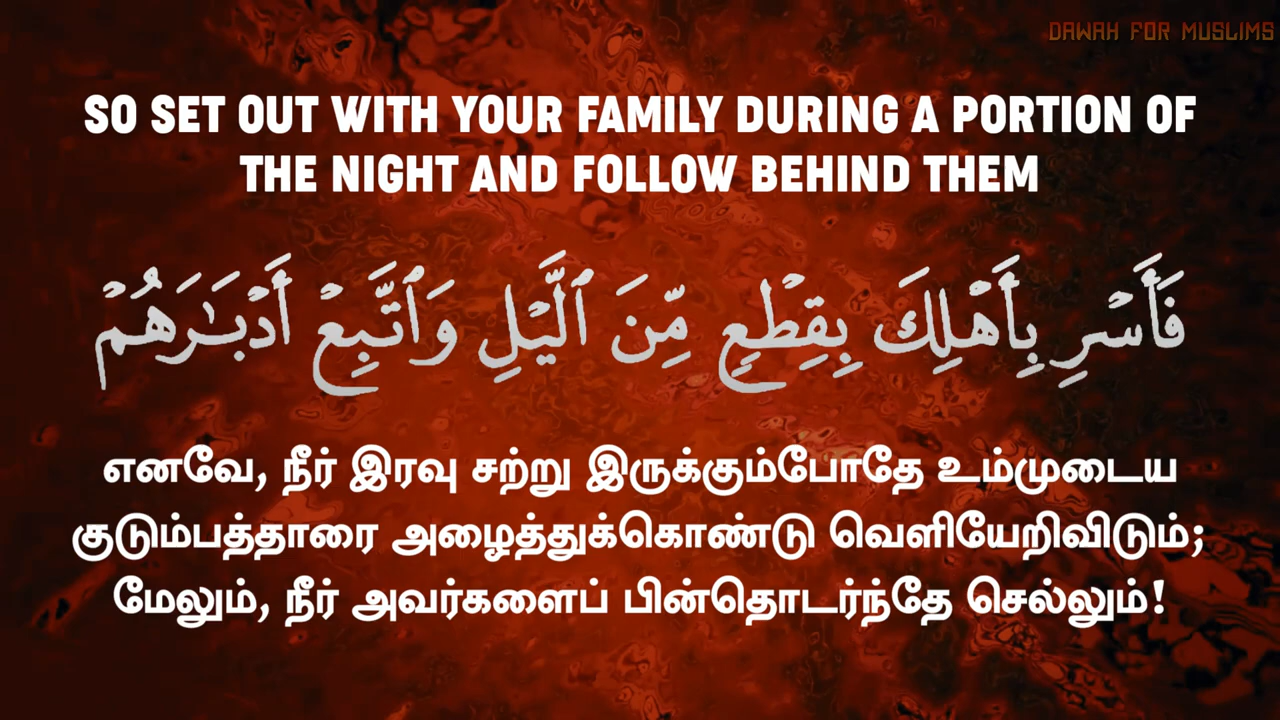 DAWAH FOR MUSLIMS
SO SET OUT WITH YOUR FAMILY DURING A PORTION OF
THE NIGHT AND FOLLOW BEHIND THEM
فَأَسْرِ بِأَهْلِكَ بِقِطْعٍ مِّنَ ٱلَّيْلِ وَٱتَّبِعْ أَدْبَـٰرَهُمْ
எனவே, நீர் இரவு சற்று இருக்கும்போதே உம்முடைய
குடும்பத்தாரை அழைத்துக்கொண்டு வெளியேறிவிடும்;
மேலும், நீர் அவர்களைப் பின்தொடர்ந்தே செல்லும்!